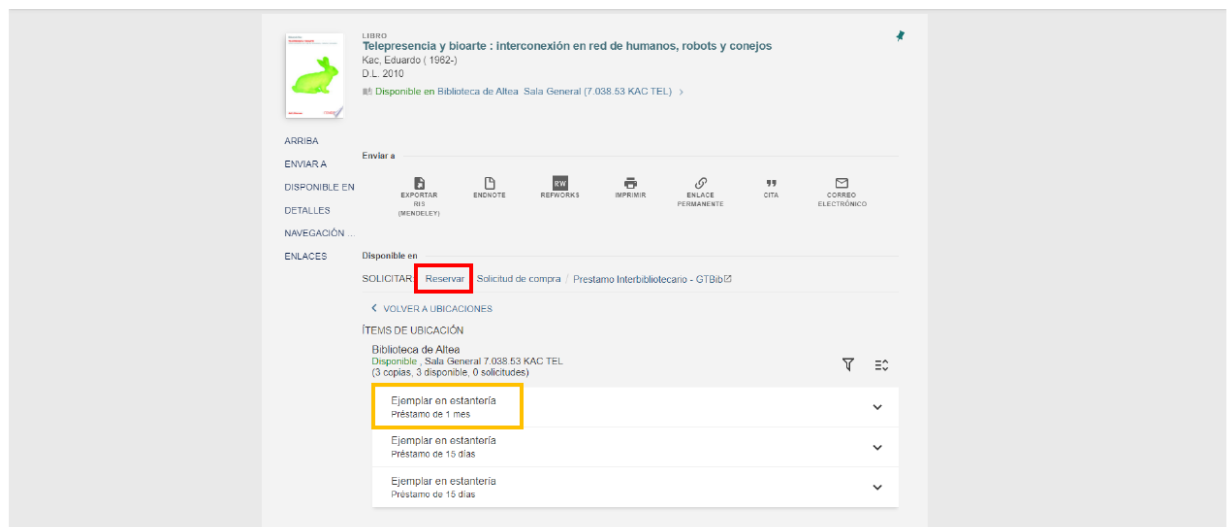 LIBRO
Telepresencia y bioarte : interconexión en red de humanos, robots y conejos
Kac, Eduardo ( 1962-)
D.L. 2010
Disponible en Biblioteca de Altea Sala General (7.038.53 KAC TEL) >
ARRIBA
ENVIAR A
DISPONIBLE EN
DETALLES
NAVEGACIÓN ...
ENLACES
Enviar a
EXPORTAR RIS (MENDELEY)
ENDNOTE
RW
REFWORKS
IMPRIMIR
ENLACE PERMANENTE
CITA
CORREO ELECTRÓNICO
Disponible en
SOLICITAR: Reservar Solicitud de compra / Prestamo Interbibliotecario - GTBib
VOLVER A UBICACIONES
ÍTEMS DE UBICACIÓN
Biblioteca de Altea
Disponible , Sala General 7.038.53 KAC TEL
(3 copias, 3 disponible, 0 solicitudes)
Ejemplar en estantería
Préstamo de 1 mes
Ejemplar en estantería
Préstamo de 15 días
Ejemplar en estantería
Préstamo de 15 días